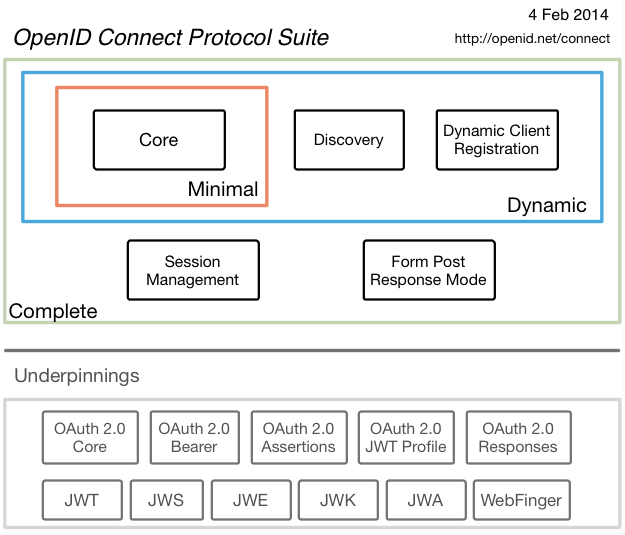 4 Feb 2014
OpenID Connect Protocol Suite
http://openid.net/connect
Core
Discovery
Dynamic Client
Registration
Minimal
Dynamic
Session
Management
Form Post
Response Mode
Complete
Underpinnings
OAuth 2.0
Core
OAuth 2.0
Bearer
OAuth 2.0
Assertions
OAuth 2.0
JWT Profile
OAuth 2.0
Responses
JWT
JWS
JWE
JWK
JWA
WebFinger